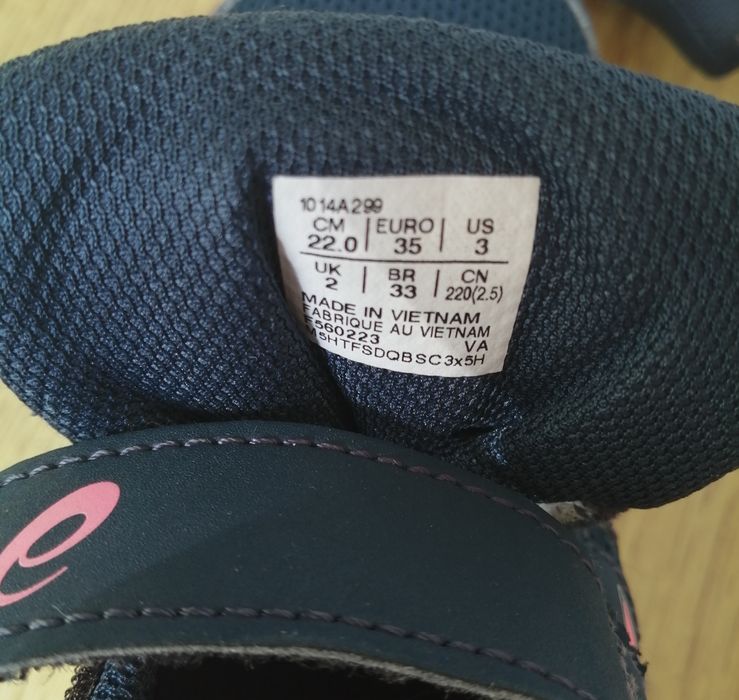 1014A299
CM EURO US
22.0 35 3
UK BR CN
2 33 220(2.5)
MADE IN VIETNAM
FABRIQUE AU VIETNAM
F560223 VA
M5HTFSDQBSC3x5H
e